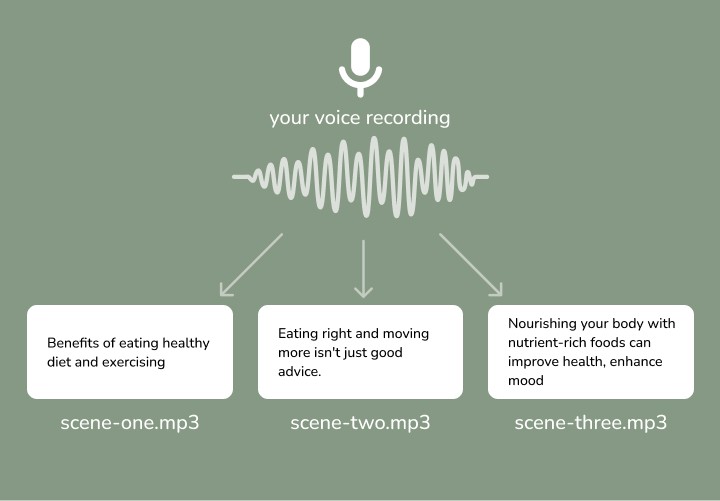 your voice recording
Benefits of eating healthy
diet and exercising
Eating right and moving
more isn't just good
advice.
Nourishing your body with
nutrient-rich foods can
improve health, enhance
mood
scene-one.mp3
scene-two.mp3
scene-three.mp3